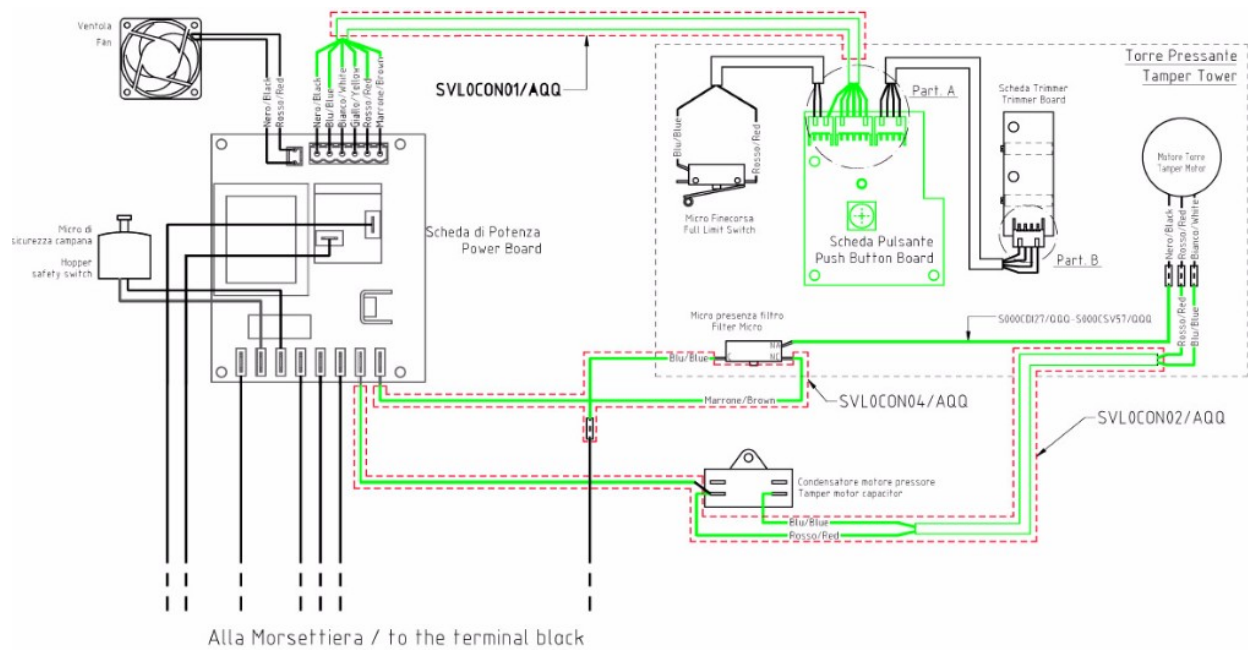 Ventola
Fan
Nero/Black
Rosso/Red
Nero/Black
Blu/Blue
Bianco/White
Giallo/Yellow
Rosso/Red
Marrone/Brown
SVL0CON01/AQQ
Torre Pressante
Tamper Tower
Part. A
Scheda Trimmer
Trimmer Board
Blu/Blue
Rosso/Red
Motore Torre
Tamper Motor
Micro Finecorsa
Full Limit Switch
Scheda Pulsante
Push Button Board
Part. B
Nero/Black
Rosso/Red
Bianco/White
Micro di
sicurezza campana
Hopper
safety switch
Scheda di Potenza
Power Board
Micro presenza filtro
Filter Micro
S000CDI27/QQQ-S000CSV57/QQQ
Rosso/Red
Blu/Blue
NA
C
NC
Blu/Blue
Marrone/Brown
SVL0CON04/AQQ
SVL0CON02/AQQ
Condensatore motore pressore
Tamper motor capacitor
Blu/Blue
Rosso/Red
Alla Morsettiera / to the terminal block